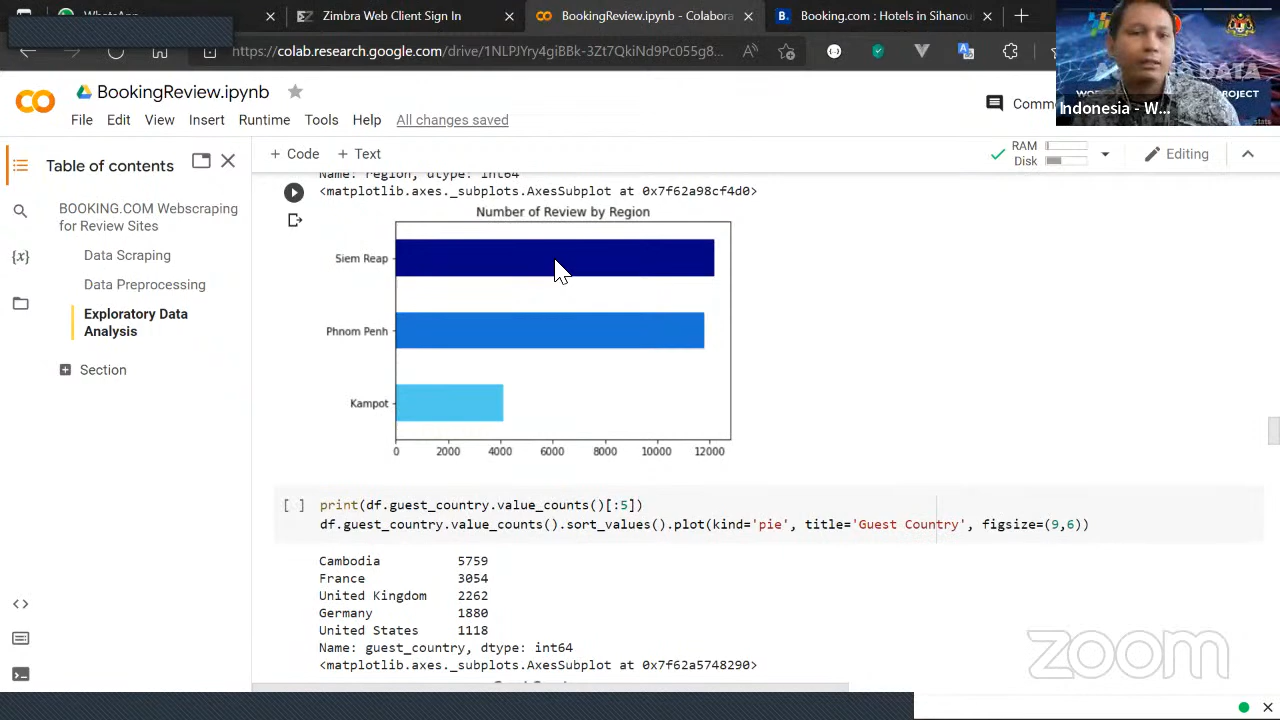 WhatsApp
Zimbra Web Client Sign In
BookingReview.ipynb - Colabora
Booking.com : Hotels in Sihanou
https://colab.research.google.com/drive/1NLPJYry4giBBk-3Zt7QkiNd9Pc055g8...
BookingReview.ipynb
File Edit View Insert Runtime Tools Help All changes saved
Comm
Indonesia - W...
Table of contents
+ Code + Text
RAM
Disk
Editing
BOOKING.COM Webscraping
for Review Sites
Data Scraping
Data Preprocessing
Exploratory Data
Analysis
Section
Name: region, dtype: int64
<matplotlib.axes._subplots.AxesSubplot at 0x7f62a98cf4d0>
Number of Review by Region
Siem Reap
Phnom Penh
Kampot
0 2000 4000 6000 8000 10000 12000
[ ] print(df.guest_country.value_counts()[:5])
df.guest_country.value_counts().sort_values().plot(kind='pie', title='Guest Country', figsize=(9,6))
Cambodia 5759
France 3054
United Kingdom 2262
Germany 1880
United States 1118
Name: guest_country, dtype: int64
<matplotlib.axes._subplots.AxesSubplot at 0x7f62a5748290>
zoom